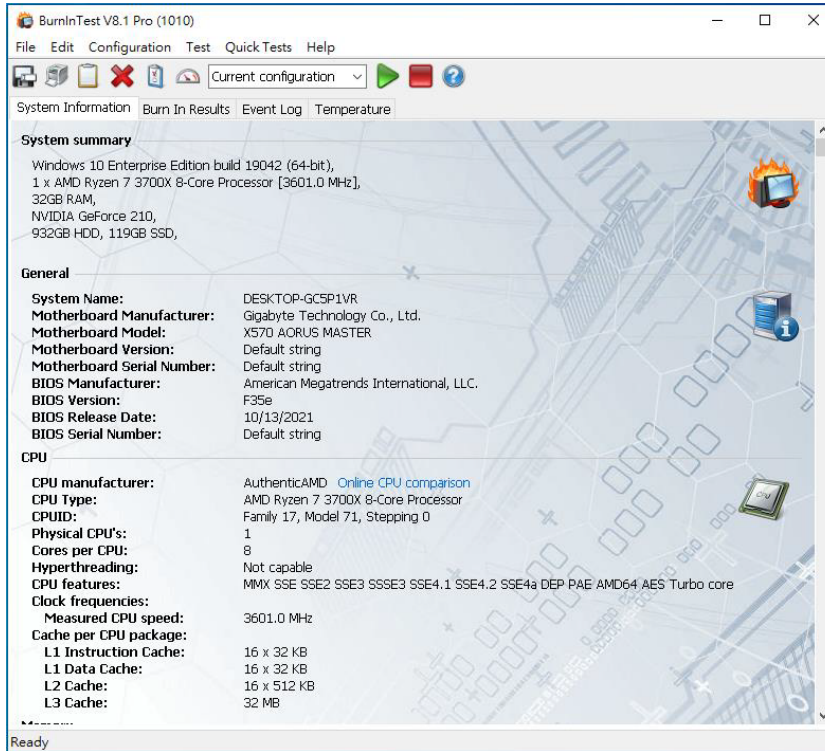 BurnInTest V8.1 Pro (1010)
File Edit Configuration Test Quick Tests Help
Current configuration
System Information Burn In Results Event Log Temperature
System summary
Windows 10 Enterprise Edition build 19042 (64-bit),
1 x AMD Ryzen 7 3700X 8-Core Processor [3601.0 MHz],
32GB RAM,
NVIDIA GeForce 210,
932GB HDD, 119GB SSD,
General
System Name: DESKTOP-GC5P1VR
Motherboard Manufacturer: Gigabyte Technology Co., Ltd.
Motherboard Model: X570 AORUS MASTER
Motherboard Version: Default string
Motherboard Serial Number: Default string
BIOS Manufacturer: American Megatrends International, LLC.
BIOS Version: F35e
BIOS Release Date: 10/13/2021
BIOS Serial Number: Default string
CPU
CPU manufacturer: AuthenticAMD Online CPU comparison
CPU Type: AMD Ryzen 7 3700X 8-Core Processor
CPUID: Family 17, Model 71, Stepping 0
Physical CPU's: 1
Cores per CPU: 8
Hyperthreading: Not capable
CPU features: MMX SSE SSE2 SSE3 SSSE3 SSE4.1 SSE4.2 SSE4a DEP PAE AMD64 AES Turbo core
Clock frequencies:
Measured CPU speed: 3601.0 MHz
Cache per CPU package:
L1 Instruction Cache: 16 x 32 KB
L1 Data Cache: 16 x 32 KB
L2 Cache: 16 x 512 KB
L3 Cache: 32 MB
Ready